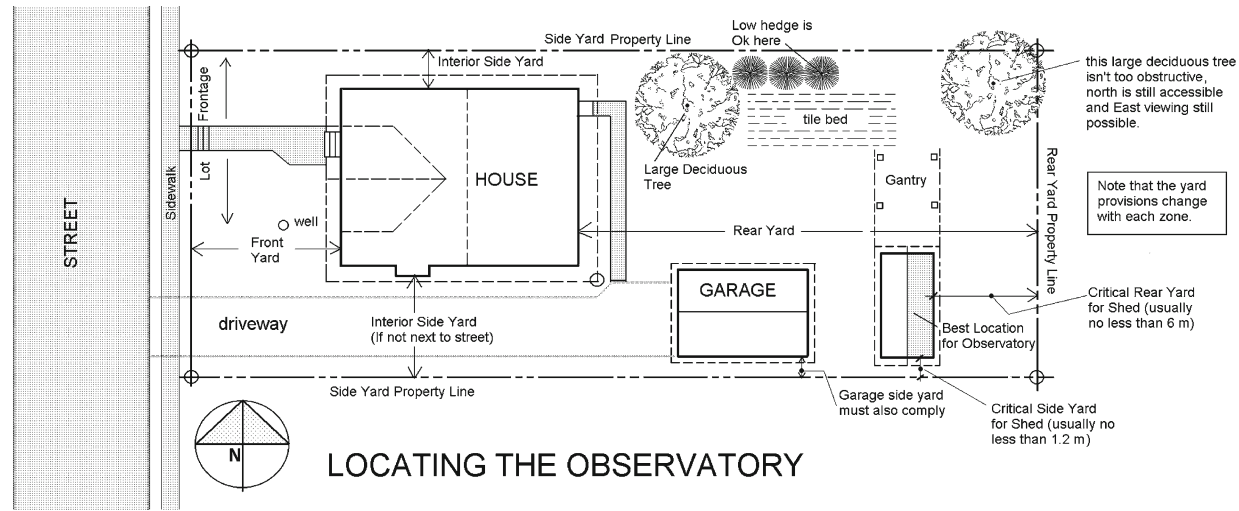 Low hedge is
Ok here
Side Yard Property Line
Interior Side Yard
this large deciduous tree
isn't too obstructive,
north is still accessible
and East viewing still
possible.
Frontage
Lot
tile bed
Large Deciduous
Tree
HOUSE
Gantry
Note that the yard
provisions change
with each zone.
STREET
Sidewalk
well
Front
Yard
Rear Yard
Rear Yard Property Line
GARAGE
Critical Rear Yard
for Shed (usually
no less than 6 m)
driveway
Interior Side Yard
(If not next to street)
Best Location
for Observatory
Side Yard Property Line
Garage side yard
must also comply
Critical Side Yard
for Shed (usually no
less than 1.2 m)
N
LOCATING THE OBSERVATORY